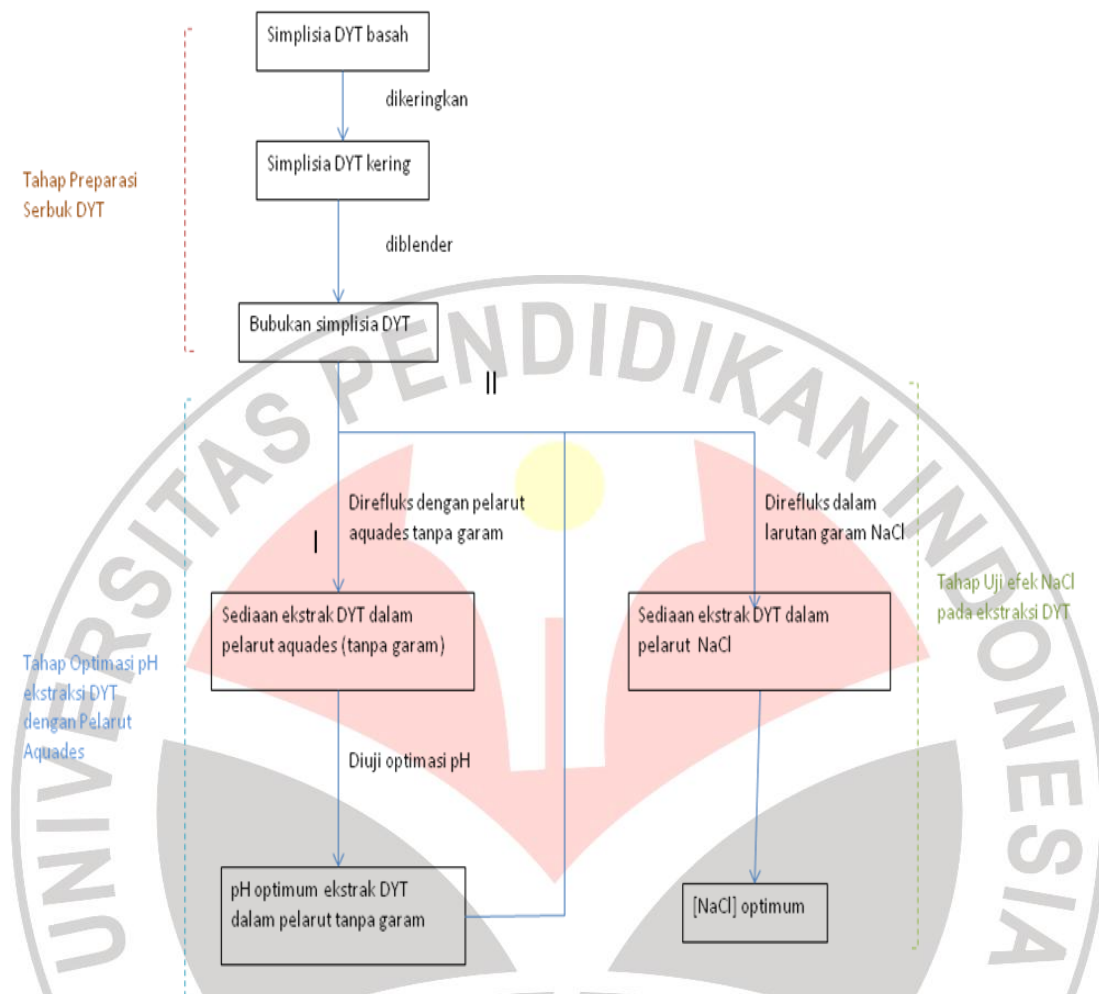 Simplisia DYT basah
dikeringkan
Simplisia DYT kering
Tahap Preparasi
Serbuk DYT
diblender
Bubukan simplisia DYT
II
Direfluks dengan pelarut
aquades tanpa garam
I
Direfluks dalam
larutan garam NaCl
Sediaan ekstrak DYT dalam
pelarut aquades (tanpa garam)
Sediaan ekstrak DYT dalam
pelarut NaCl
Tahap Uji efek NaCl
pada ekstraksi DYT
Tahap Optimasi pH
ekstraksi DYT
dengan Pelarut
Aquades
Diuji optimasi pH
pH optimum ekstrak DYT
dalam pelarut tanpa garam
[NaCl] optimum
UNIVERSITAS PENDIDIKAN INDONESIA